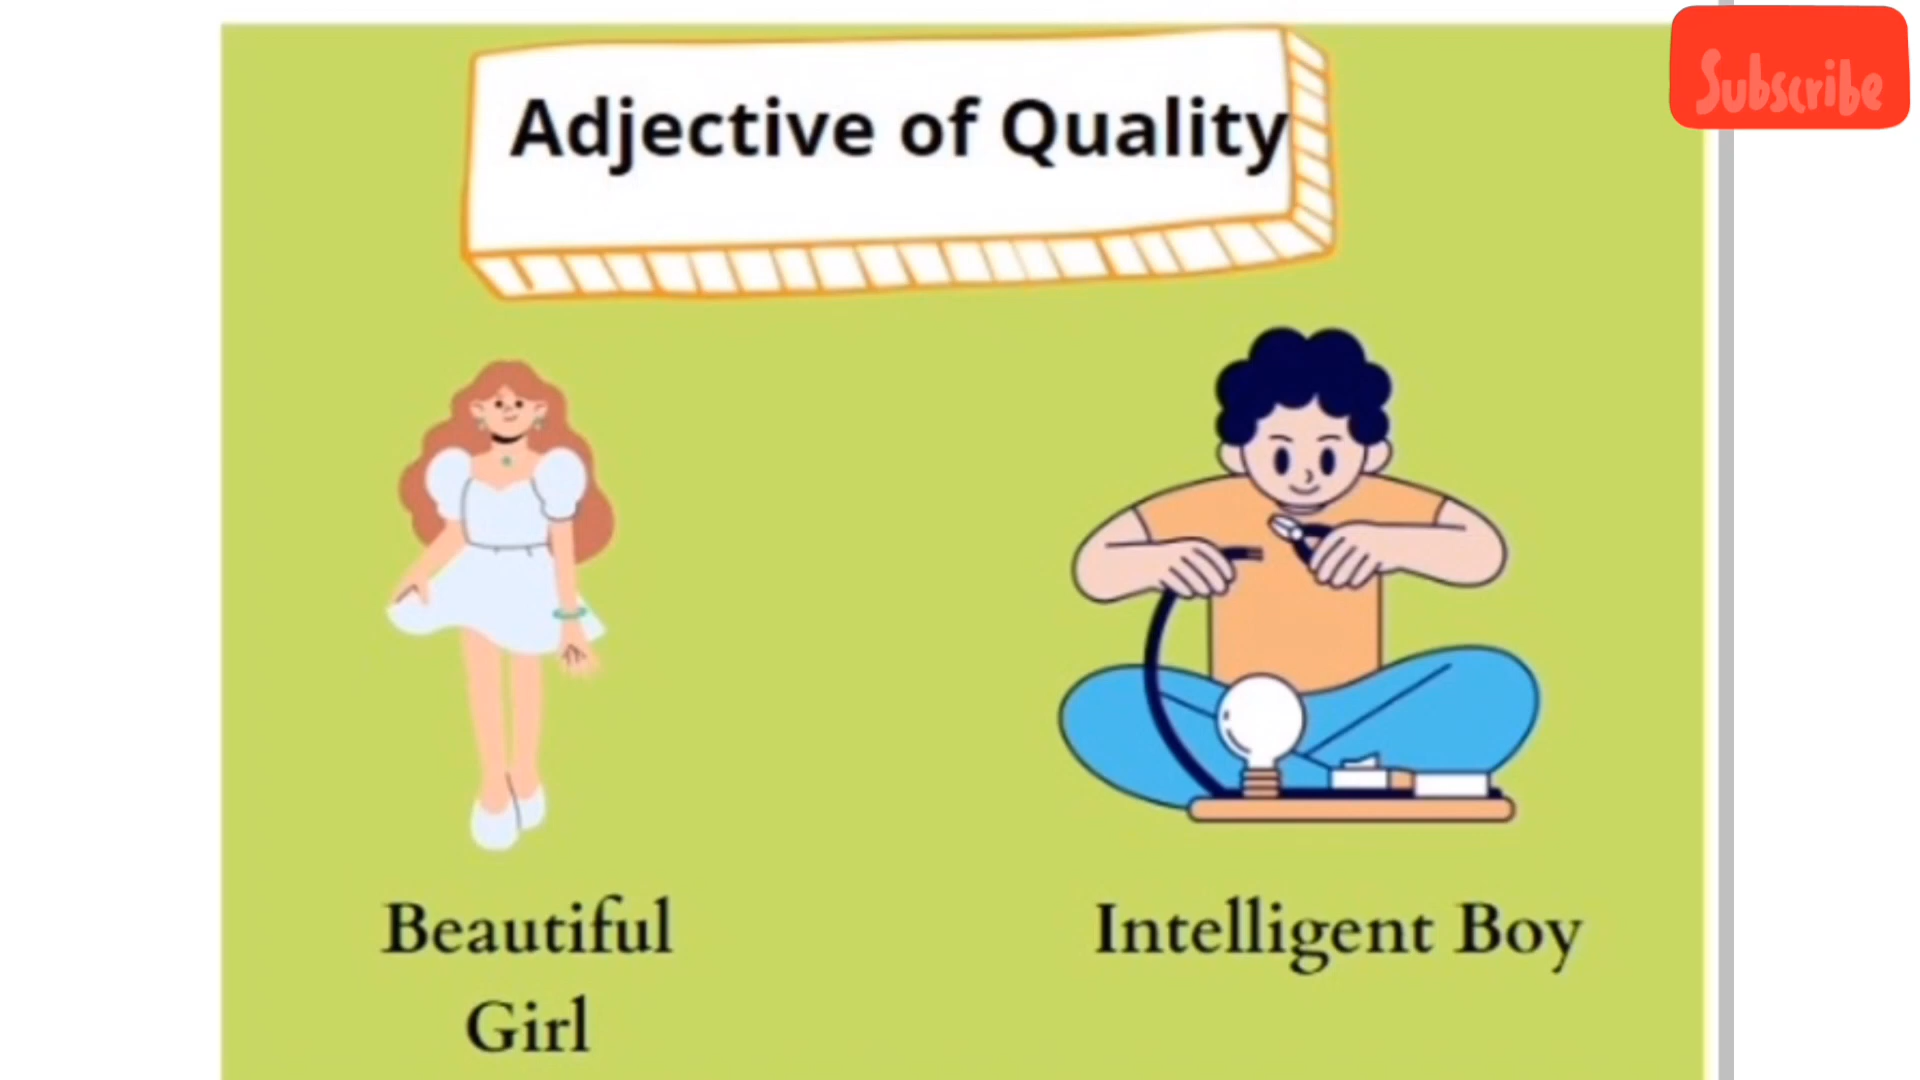 Subscribe
Adjective of Quality
Beautiful
Girl
Intelligent Boy